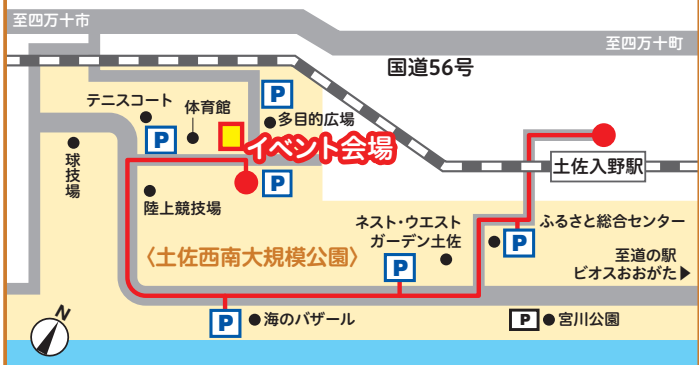 至四万十市
至四万十町
国道56号
P
テニスコート
体育館
多目的広場
P
イベント会場
球技場
土佐入野駅
陸上競技場
P
ネスト・ウエスト
ガーデン土佐
ふるさと総合センター
P
〈土佐西南大規模公園〉
P
至道の駅
ビオスおおがた▶
N
P
海のバザール
P
宮川公園